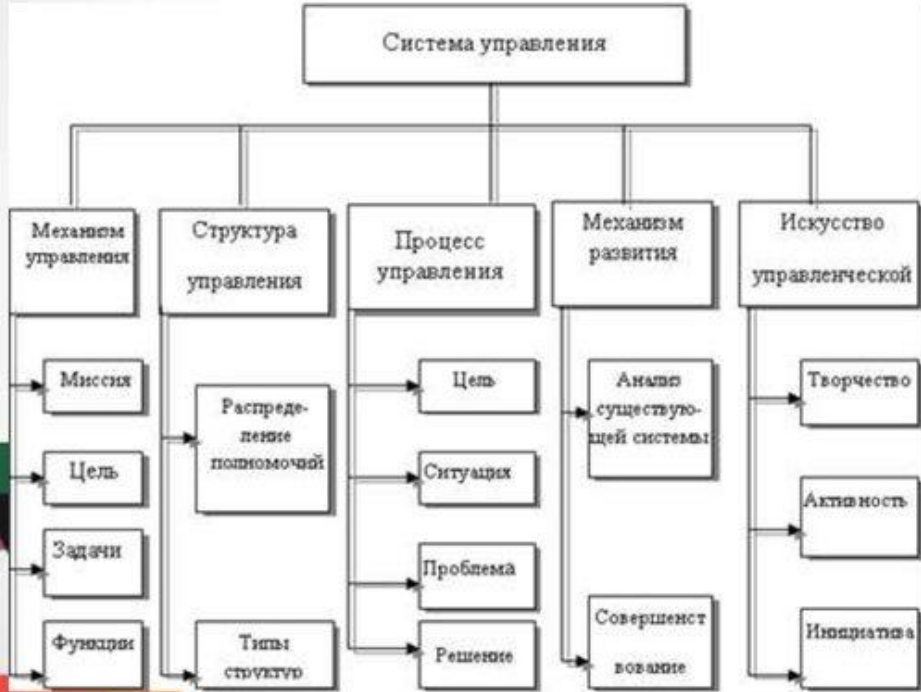 Система управления
Механизм
управления
Структура
управления
Процесс
управления
Механизм
развития
Искусство
управленческой
Миссия
Цель
Задачи
Функции
Распреде-
ление
полномочий
Типы
структур
Цель
Ситуация
Проблема
Решение
Анализ
существую-
щей системы
Совершенст
вование
Творчество
Активность
Инициатива